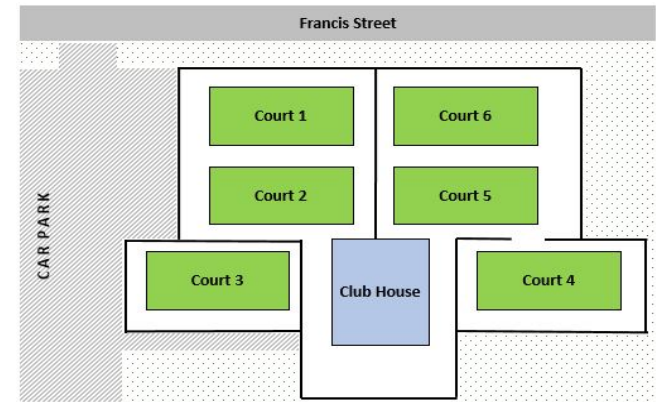 Francis Street
Court 1
Court 6
Court 2
Court 5
CAR PARK
Court 3
Club House
Court 4